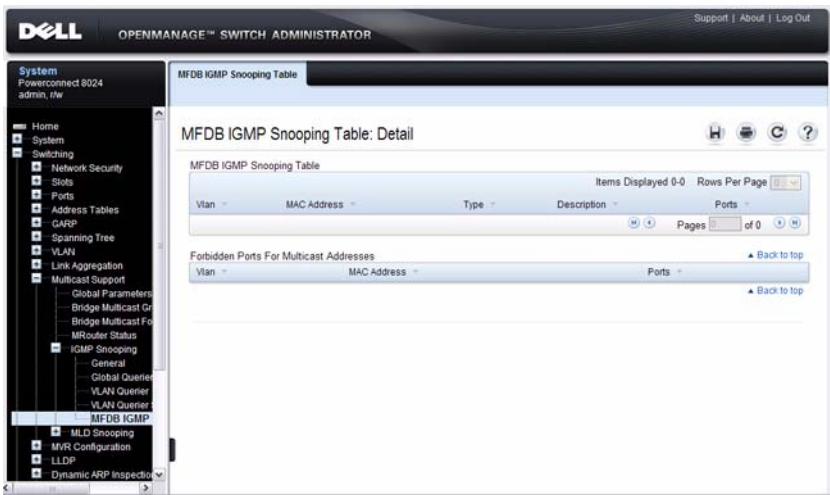 Support | About | Log Out
DELL
OPENMANAGE™ SWITCH ADMINISTRATOR
System
Powerconnect 8024
admin, r/w
MFDB IGMP Snooping Table
Home
System
Switching
Network Security
Slots
Ports
Address Tables
GARP
Spanning Tree
VLAN
Link Aggregation
Multicast Support
Global Parameters
Bridge Multicast Gr
Bridge Multicast Fo
MRouter Status
IGMP Snooping
General
Global Querier
VLAN Querier
VLAN Querier
MFDB IGMP
MLD Snooping
MVR Configuration
LLDP
Dynamic ARP Inspection
MFDB IGMP Snooping Table: Detail
MFDB IGMP Snooping Table
Items Displayed 0-0 Rows Per Page 0
Vlan MAC Address Type Description Ports
Pages 0 of 0
Forbidden Ports For Multicast Addresses
Back to top
Vlan MAC Address Ports
Back to top